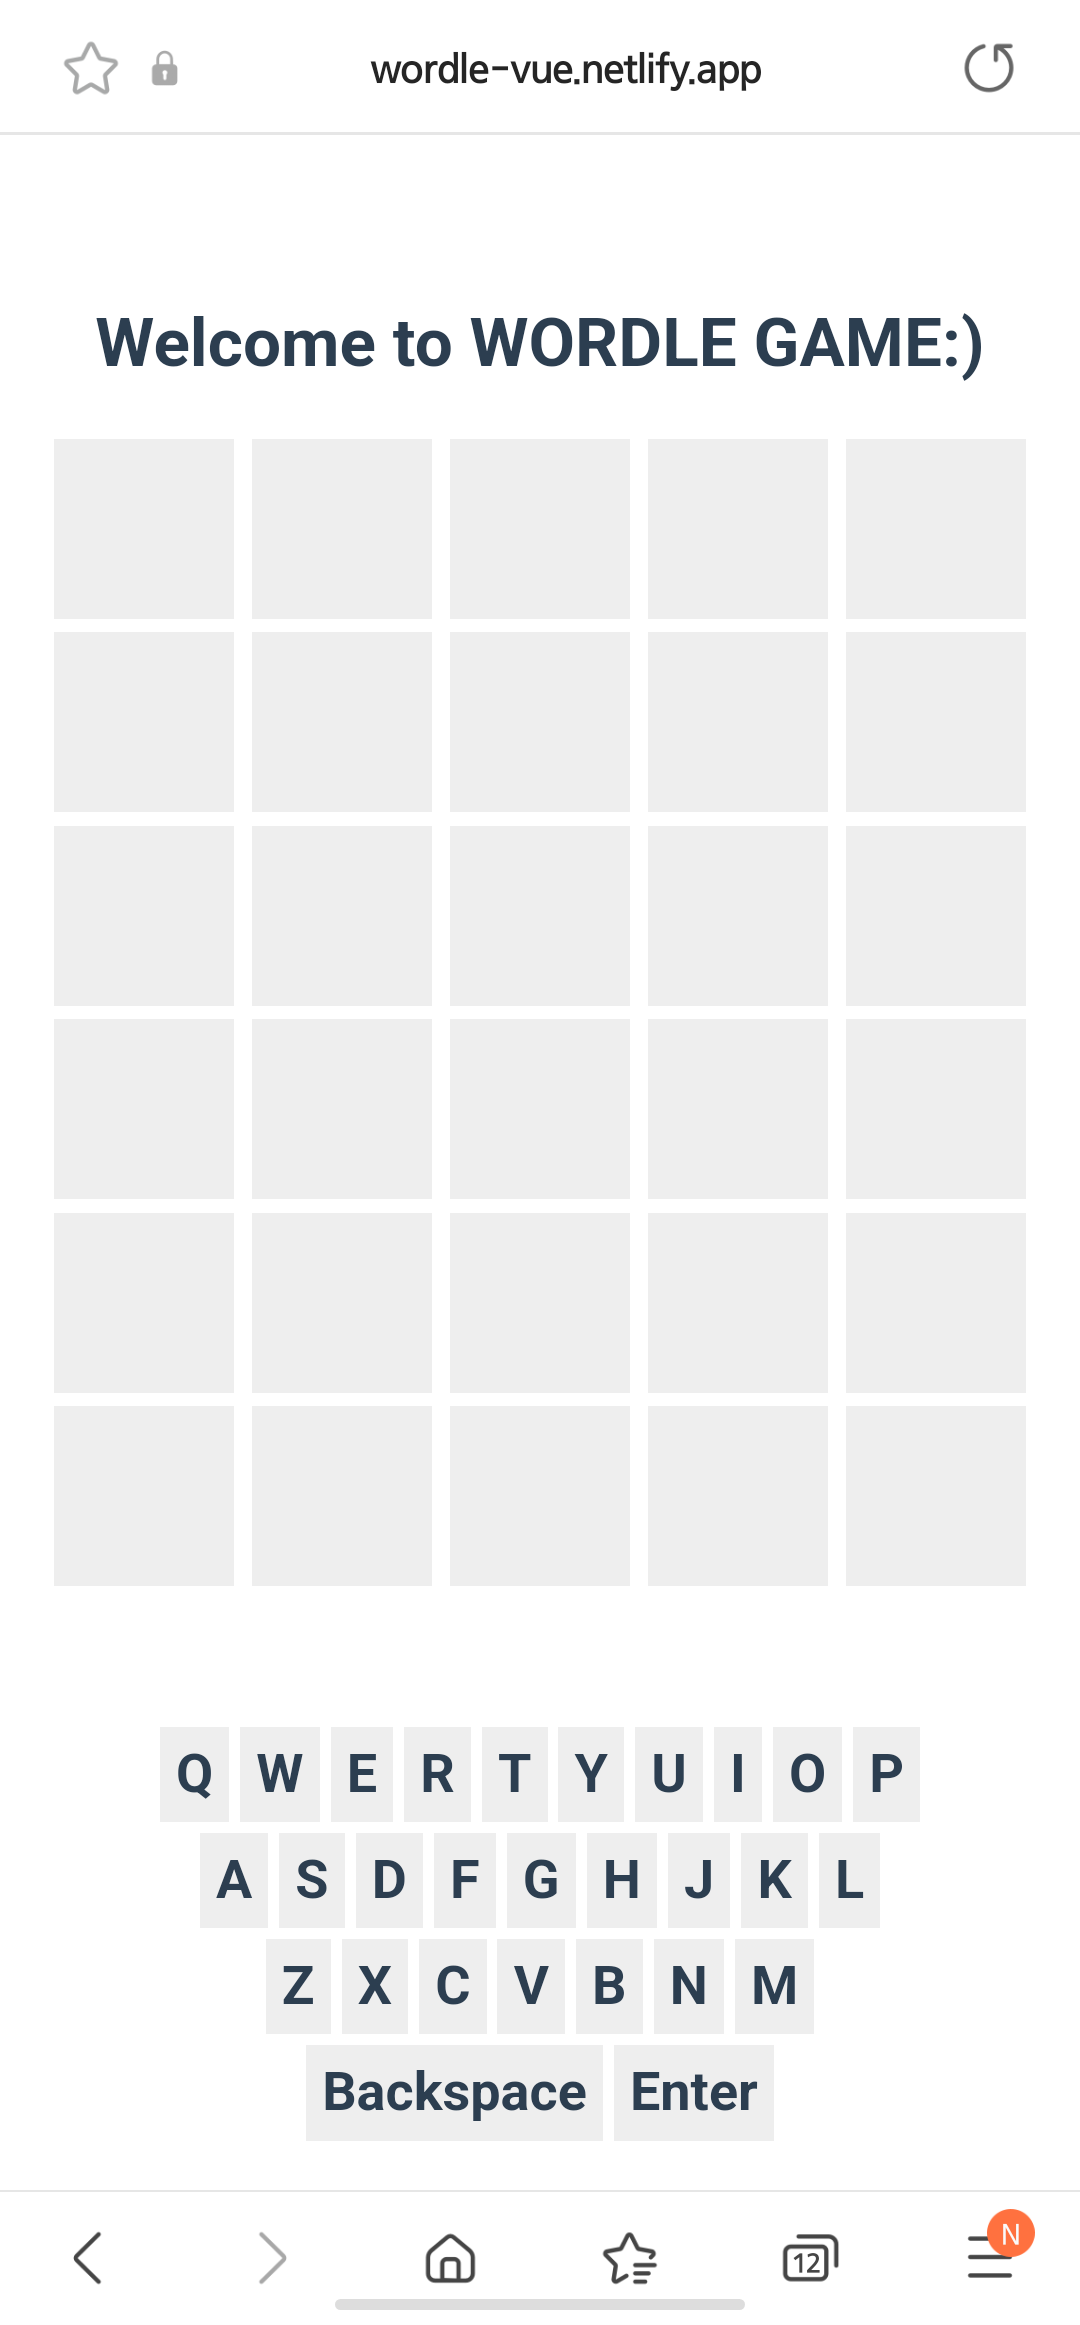 wordle-vue.netlify.app
Welcome to WORDLE GAME:)
Q W E R T Y U I O P
A S D F G H J K L
Z X C V B N M
Backspace Enter
12 N